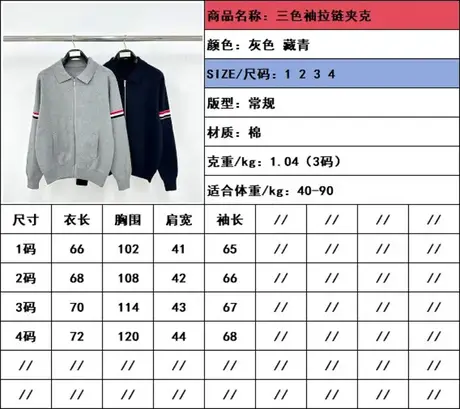 商品名称: 三色袖拉链夹克
颜色: 灰色 藏青
SIZE/尺码: 1 2 3 4
版型: 常规
材质: 棉
克重/kg: 1.04 (3码)
适合体重/kg: 40-90
尺寸 衣长 胸围 肩宽 袖长 // // // //
1码 66 102 41 65 // // // //
2码 68 108 42 66 // // // //
3码 70 114 43 67 // // // //
4码 72 120 44 68 // // // //
// // // // // // // // //
// // // // // // // // //